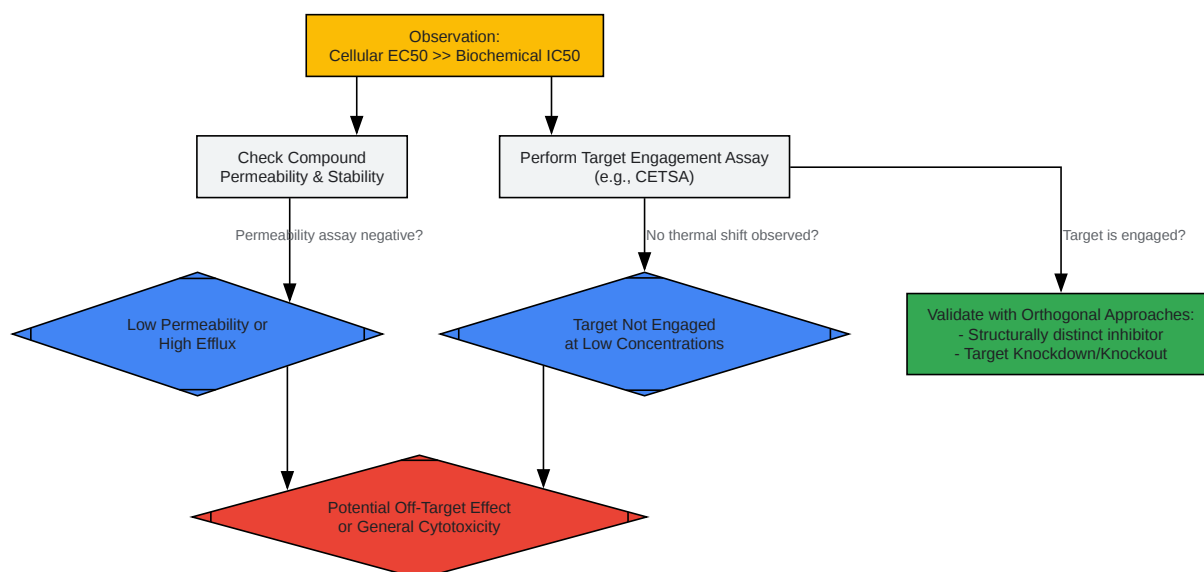 Observation:
Cellular EC50 >> Biochemical IC50
Check Compound
Permeability & Stability
Perform Target Engagement Assay
(e.g., CETSA)
Permeability assay negative?
No thermal shift observed?
Target is engaged?
Low Permeability or
High Efflux
Target Not Engaged
at Low Concentrations
Validate with Orthogonal Approaches:
- Structurally distinct inhibitor
- Target Knockdown/Knockout
Potential Off-Target Effect
or General Cytotoxicity